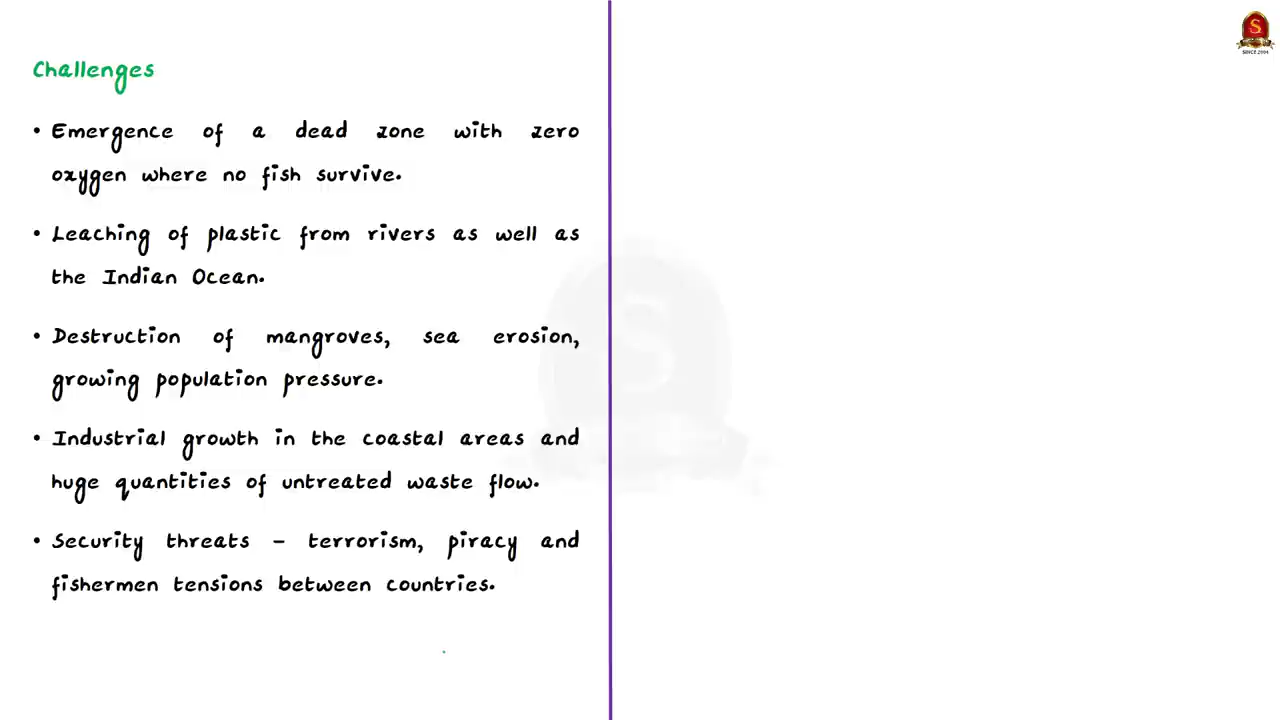 Challenges
• Emergence of a dead zone with zero
oxygen where no fish survive.
• Leaching of plastic from rivers as well as
the Indian Ocean.
• Destruction of mangroves, sea erosion,
growing population pressure.
• Industrial growth in the coastal areas and
huge quantities of untreated waste flow.
• Security threats – terrorism, piracy and
fishermen tensions between countries.
S
SINCE 2004